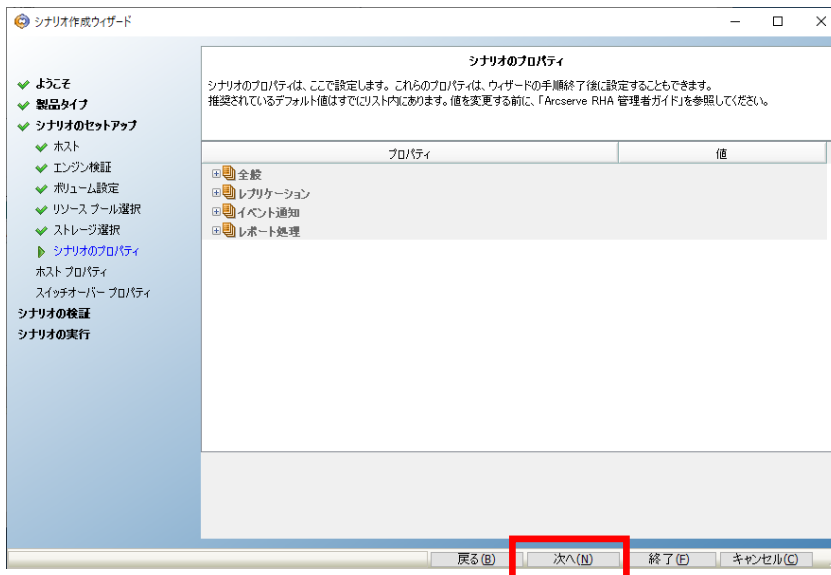 シナリオ作成ウィザード
ようこそ
製品タイプ
シナリオのセットアップ
ホスト
エンジン検証
ボリューム設定
リソース プール選択
ストレージ選択
シナリオのプロパティ
ホスト プロパティ
スイッチオーバー プロパティ
シナリオの検証
シナリオの実行
シナリオのプロパティ
シナリオのプロパティは、ここで設定します。これらのプロパティは、ウィザードの手順終了後に設定することもできます。
推奨されているデフォルト値はすでにリスト内にあります。値を変更する前に、「Arcserve RHA 管理者ガイド」を参照してください。
プロパティ 値
全般
レプリケーション
イベント通知
レポート処理
戻る(B) 次へ(N) 終了(F) キャンセル(C)